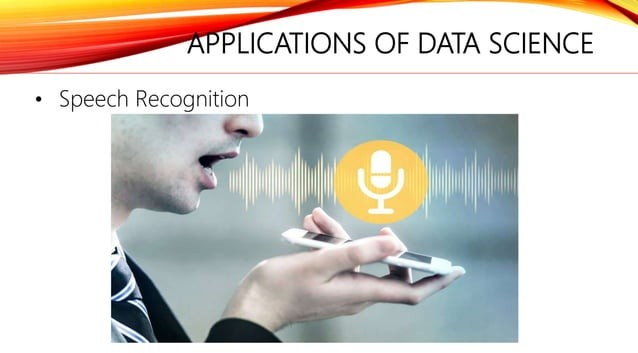 APPLICATIONS OF DATA SCIENCE
• Speech Recognition